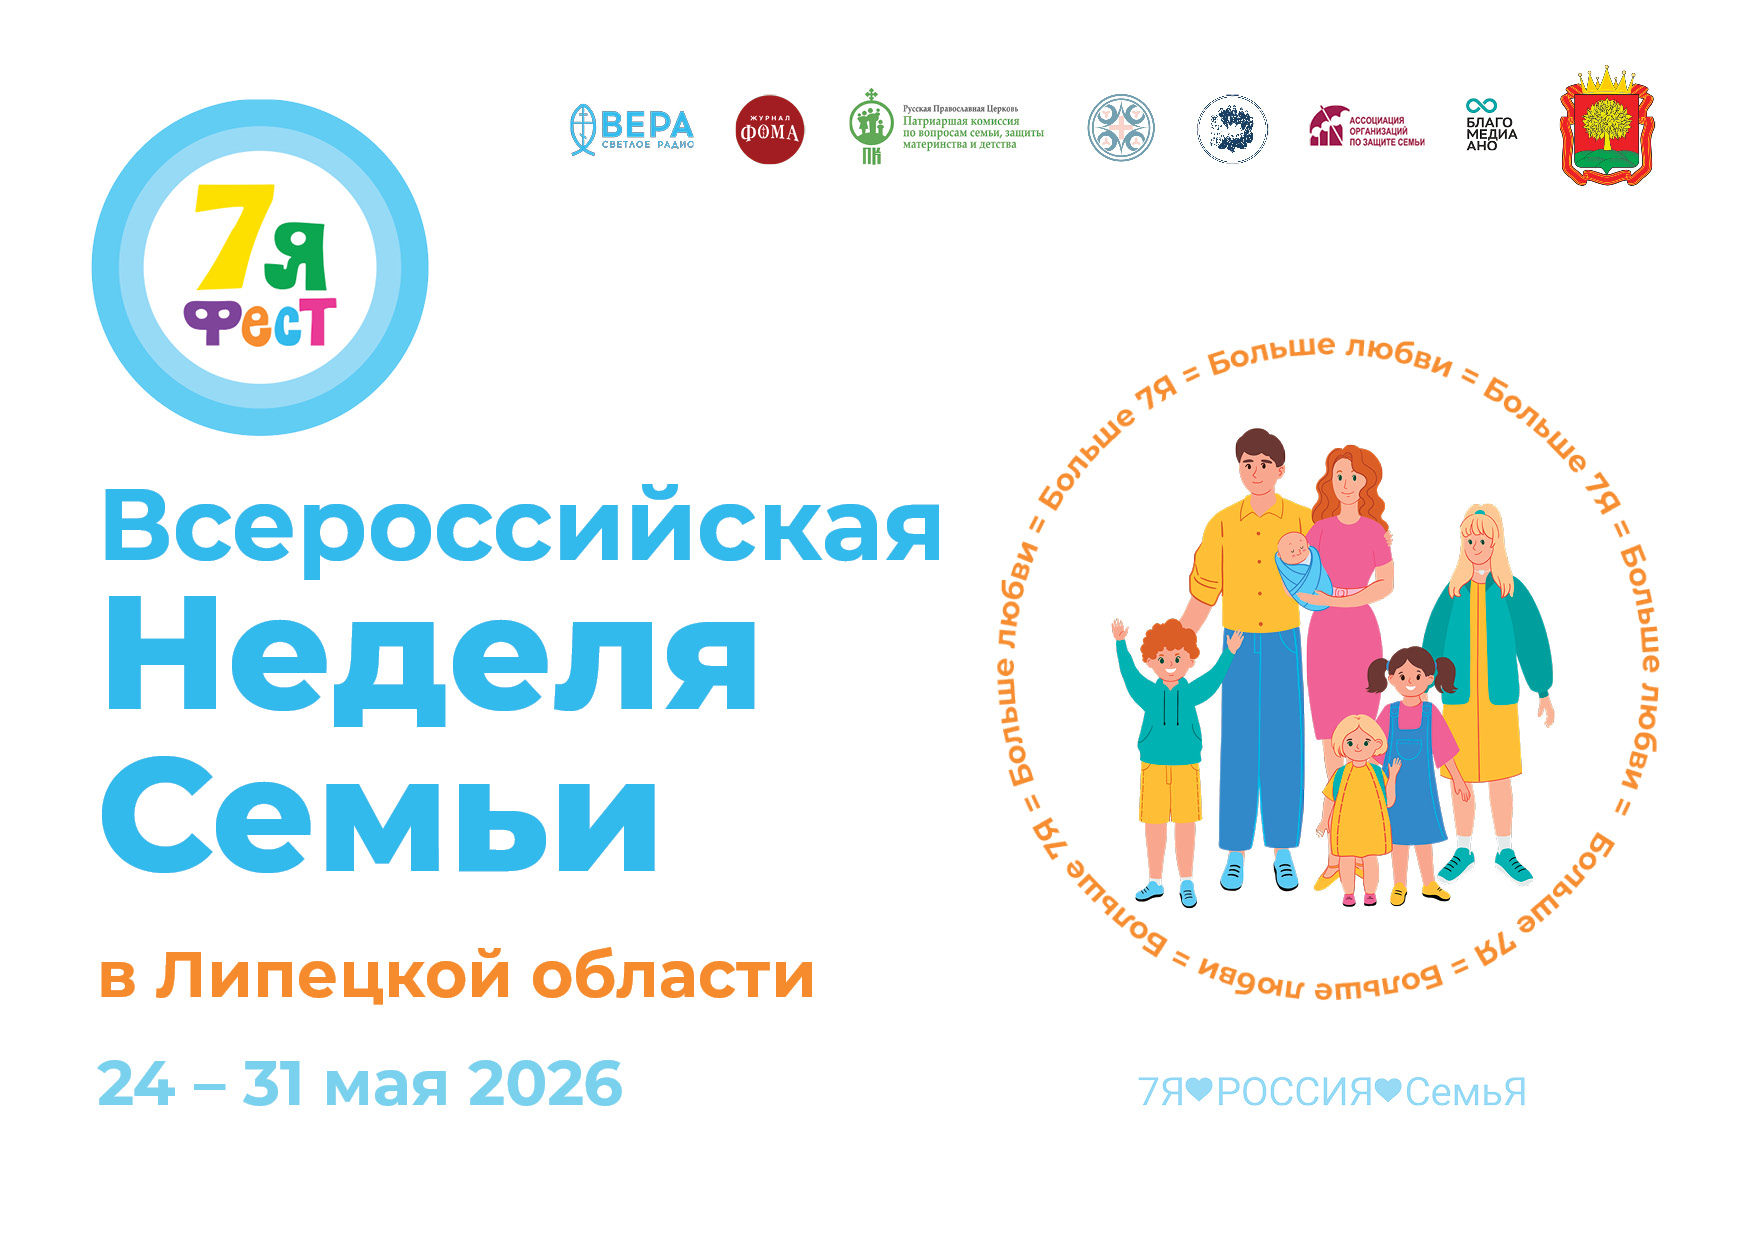 ВЕРА
СВЕТЛОЕ РАДИО
ЖУРНАЛ
ФОМА
ПК
Русская Православная Церковь
Патриаршая комиссия
по вопросам семьи, защиты
материнства и детства
АССОЦИАЦИЯ
ОРГАНИЗАЦИЙ
ПО ЗАЩИТЕ СЕМЬИ
БЛАГО
МЕДИА
АНО
7Я
ФесТ
Всероссийская
Неделя
Семьи
в Липецкой области
24 – 31 мая 2026
Больше 7Я = Больше любви = Больше 7Я = Больше любви = Больше 7Я = Больше любви = Больше 7Я = Больше любви =
7Я♥РОССИЯ♥СемьЯ